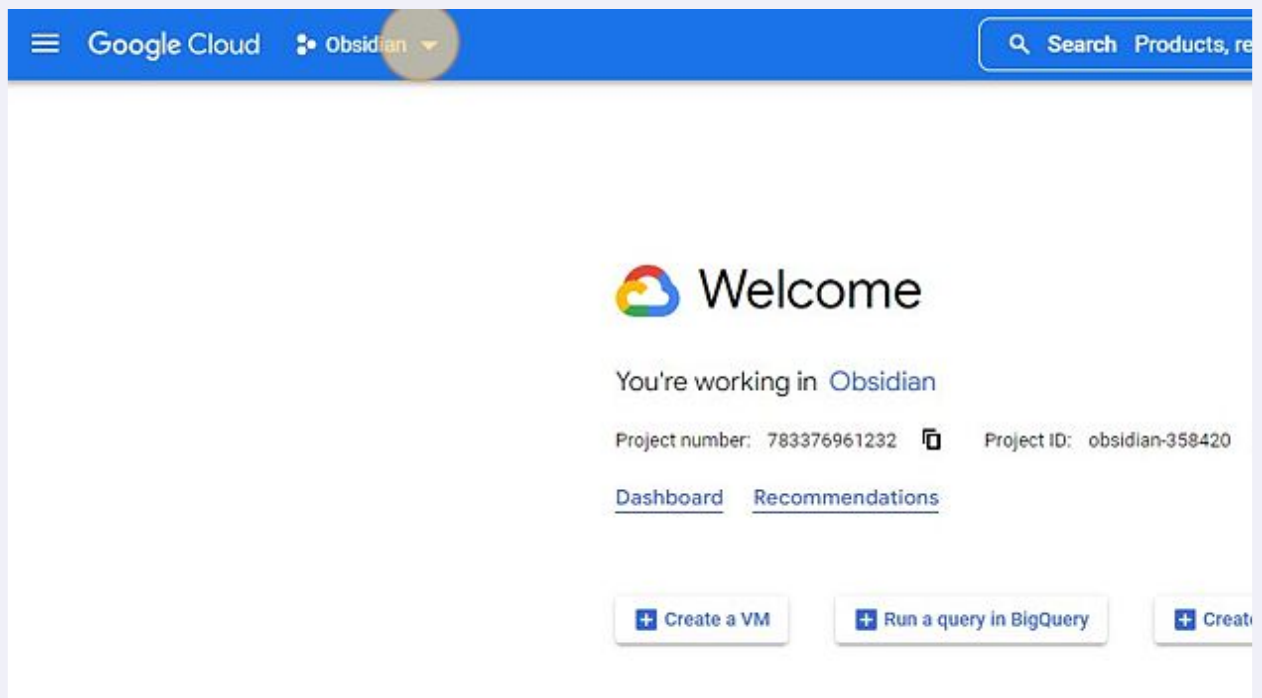 Google Cloud Obsidian Search Products, re
Welcome
You're working in Obsidian
Project number: 783376961232 Project ID: obsidian-358420
Dashboard Recommendations
Create a VM Run a query in BigQuery Create